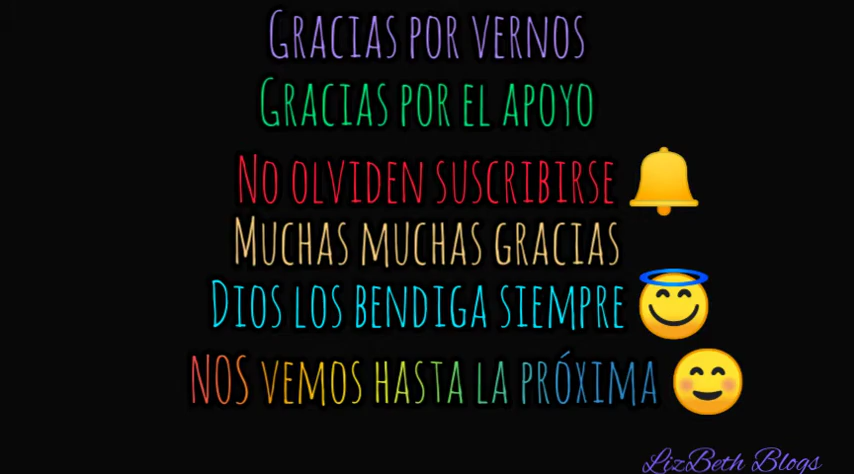 Gracias por vernos
Gracias por el apoyo
No olviden suscribirse 🔔
Muchas muchas gracias
Dios los bendiga siempre 😇
NOS vemos hasta la próxima 😊
LizBeth Blogs